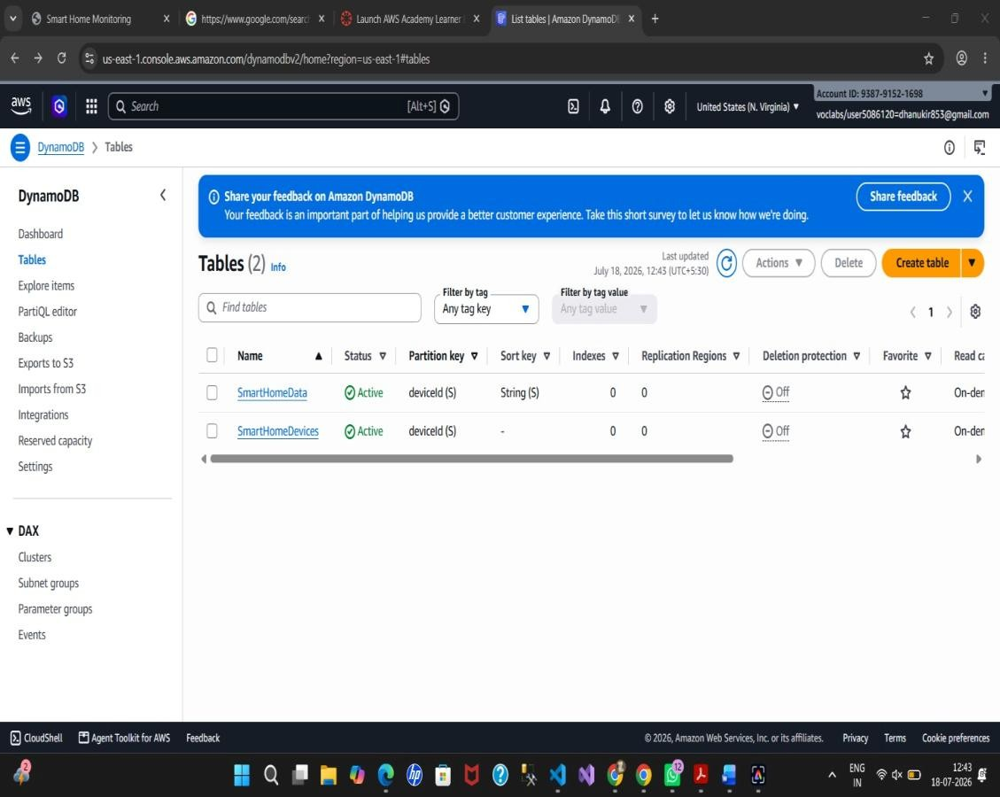 Smart Home Monitoring
https://www.google.com/search
Launch AWS Academy Learner
List tables | Amazon DynamoDB
us-east-1.console.aws.amazon.com/dynamodbv2/home?region=us-east-1#tables
aws
Search
[Alt+S]
United States (N. Virginia)
Account ID: 9387-9152-1698
voclabs/user5086120=dhanukir853@gmail.com
DynamoDB
Tables
DynamoDB
Dashboard
Tables
Explore items
PartiQL editor
Backups
Exports to S3
Imports from S3
Integrations
Reserved capacity
Settings
DAX
Clusters
Subnet groups
Parameter groups
Events
Share your feedback on Amazon DynamoDB
Your feedback is an important part of helping us provide a better customer experience. Take this short survey to let us know how we're doing.
Share feedback
Tables (2) Info
Last updated
July 18, 2026, 12:43 (UTC+5:30)
Actions
Delete
Create table
Find tables
Filter by tag
Any tag key
Filter by tag value
Any tag value
1
Name Status Partition key Sort key Indexes Replication Regions Deletion protection Favorite Read ca
SmartHomeData Active deviceId (S) String (S) 0 0 Off On-den
SmartHomeDevices Active deviceId (S) - 0 0 Off On-den
CloudShell Agent Toolkit for AWS Feedback
© 2026, Amazon Web Services, Inc. or its affiliates. Privacy Terms Cookie preferences
2
hp
12
ENG
IN
12:43
18-07-2026